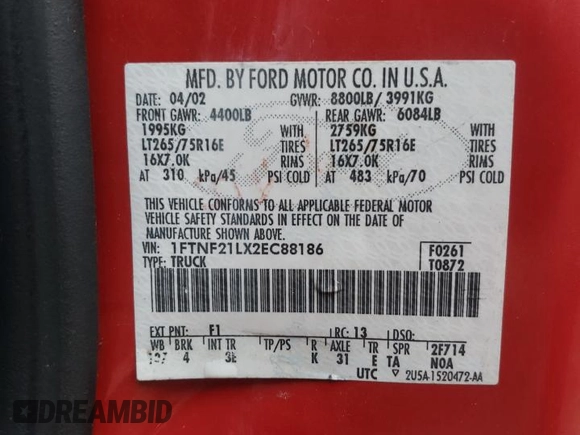 MFD. BY FORD MOTOR CO. IN U.S.A.
DATE: 04/02 GVWR: 8800LB/ 3991KG
FRONT GAWR: 4400LB REAR GAWR: 6084LB
1995KG WITH 2759KG WITH
LT265/75R16E TIRES LT265/75R16E TIRES
16X7.0K RIMS 16X7.0K RIMS
AT 310 kPa/45 PSI COLD AT 483 kPa/70 PSI COLD
THIS VEHICLE CONFORMS TO ALL APPLICABLE FEDERAL MOTOR
VEHICLE SAFETY STANDARDS IN EFFECT ON THE DATE OF
MANUFACTURE SHOWN ABOVE.
VIN: 1FTNF21LX2EC88186 F0261
TYPE: TRUCK T0872
EXT PNT: F1 RC: 13 DSO:
WB BRK INT TR TP/PS R AXLE TR SPR 2F714
4 3E K 31 E TA NOA
UTC ▽ 2U5A-1520472-AA
DREAMBID